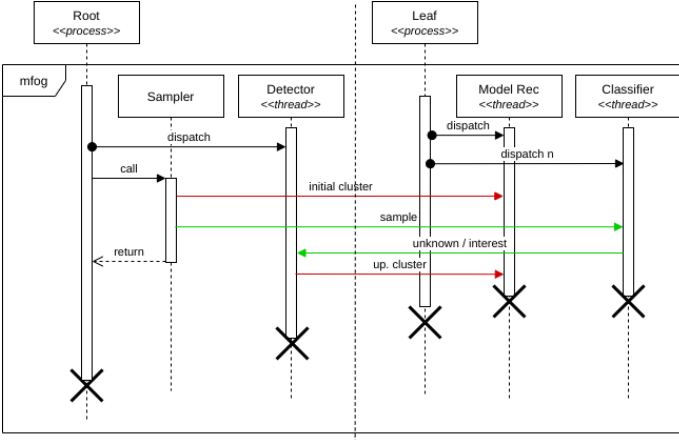 Root
<<process>>
Leaf
<<process>>
mfog
Sampler
Detector
<<thread>>
Model Rec
<<thread>>
Classifier
<<thread>>
dispatch
dispatch
dispatch n
call
initial cluster
sample
unknown / interest
return
up. cluster